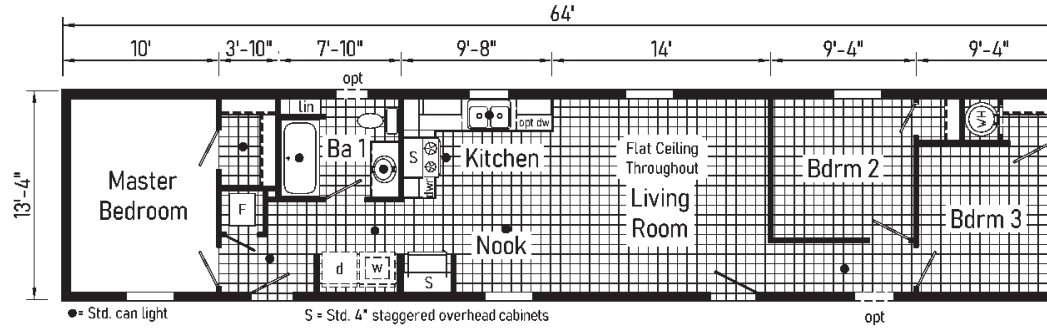 64'
10'
3'-10"
7'-10"
9'-8"
14'
9'-4"
9'-4"
opt
13'-4"
lin
opt dw
WH
Ba 1
S
Kitchen
Flat Ceiling
Throughout
Bdrm 2
Master
Bedroom
dwr
Living
Room
F
Bdrm 3
Nook
d
w
S
●= Std. can light
S = Std. 4" staggered overhead cabinets
opt